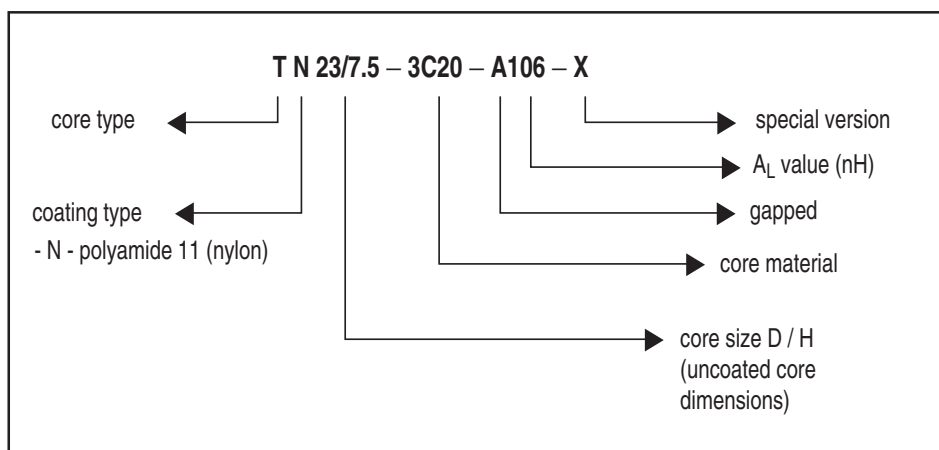 T N 23/7.5 – 3C20 – A106 – X
core type
special version
AL value (nH)
coating type
- N - polyamide 11 (nylon)
gapped
core material
core size D / H
(uncoated core
dimensions)